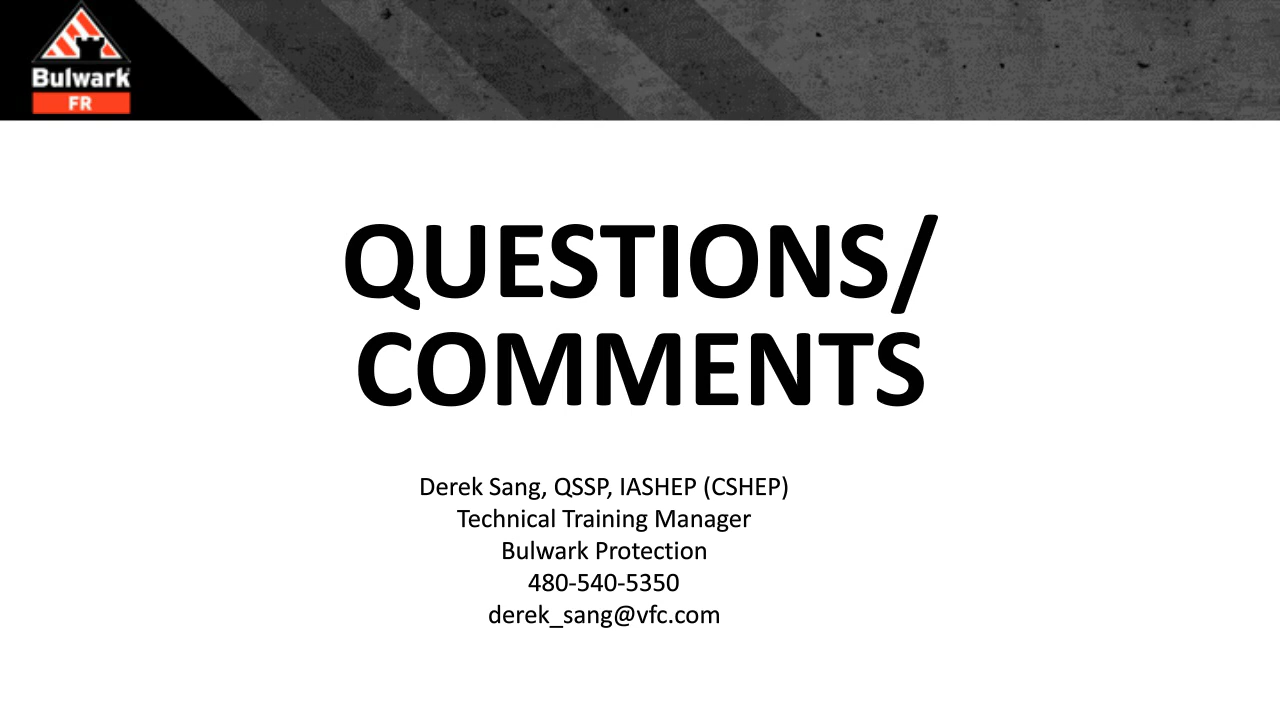 Bulwark
FR
QUESTIONS/
COMMENTS
Derek Sang, QSSP, IASHEP (CSHEP)
Technical Training Manager
Bulwark Protection
480-540-5350
derek_sang@vfc.com